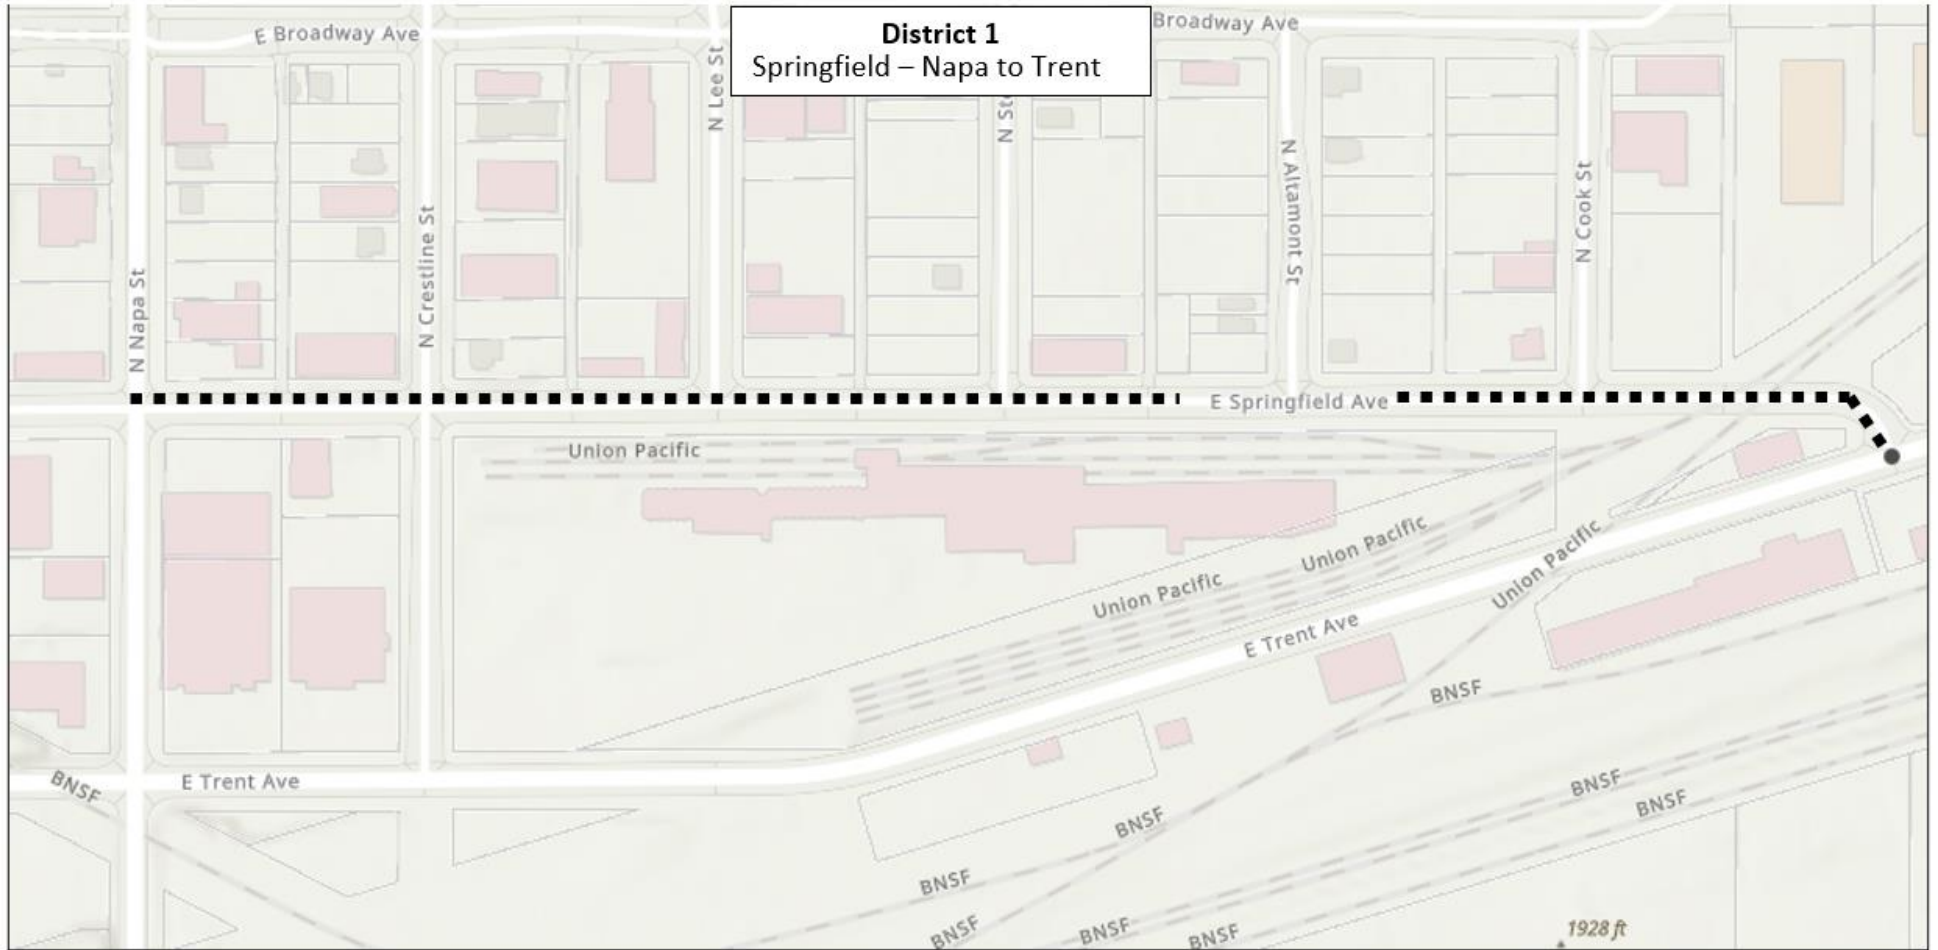 District 1
Springfield – Napa to Trent
E Broadway Ave
Broadway Ave
N Lee St
N St
N Altamont St
N Cook St
N Crestline St
N Napa St
E Springfield Ave
Union Pacific
Union Pacific
Union Pacific
Union Pacific
E Trent Ave
BNSF
BNSF
E Trent Ave
BNSF
BNSF
BNSF
BNSF
BNSF
BNSF
BNSF
1928 ft